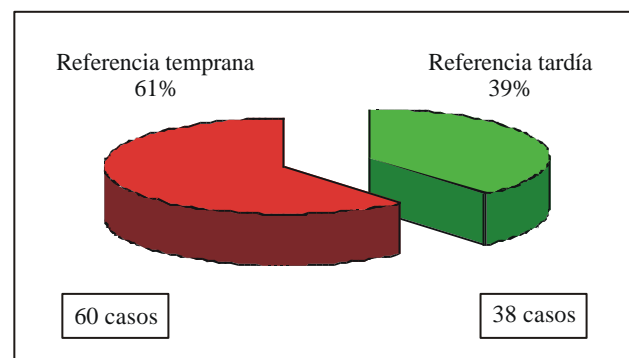 Referencia temprana
61%
Referencia tardía
39%
60 casos
38 casos